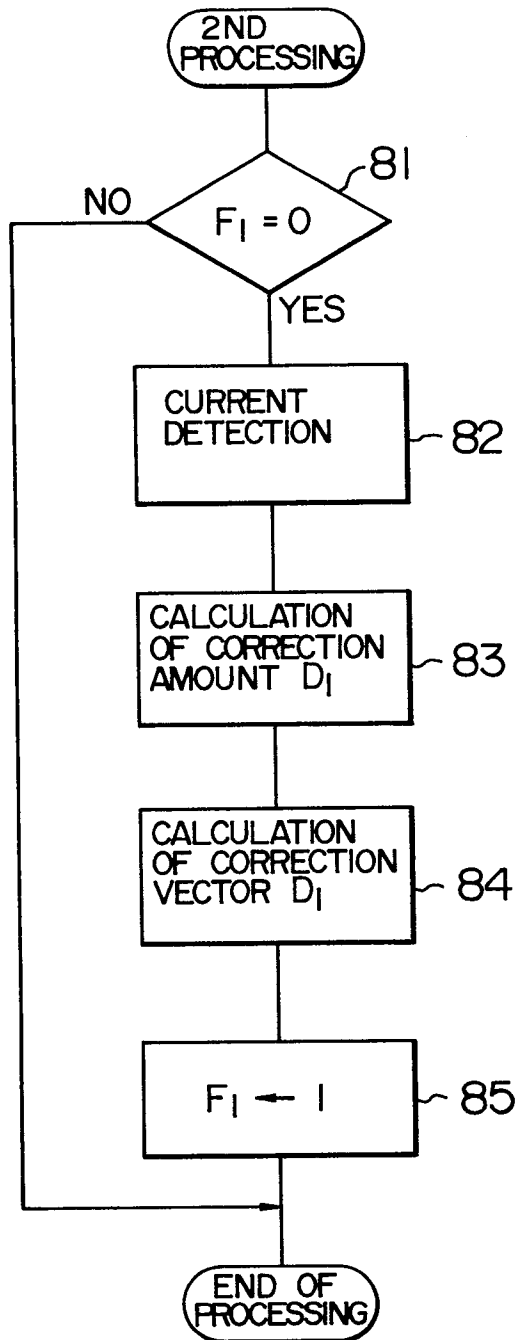 2ND
PROCESSING
81
NO
F₁ = 0
YES
CURRENT
DETECTION
82
CALCULATION
OF CORRECTION
AMOUNT D₁
83
CALCULATION
OF CORRECTION
VECTOR D₁
84
F₁ ← 1
85
END OF
PROCESSING